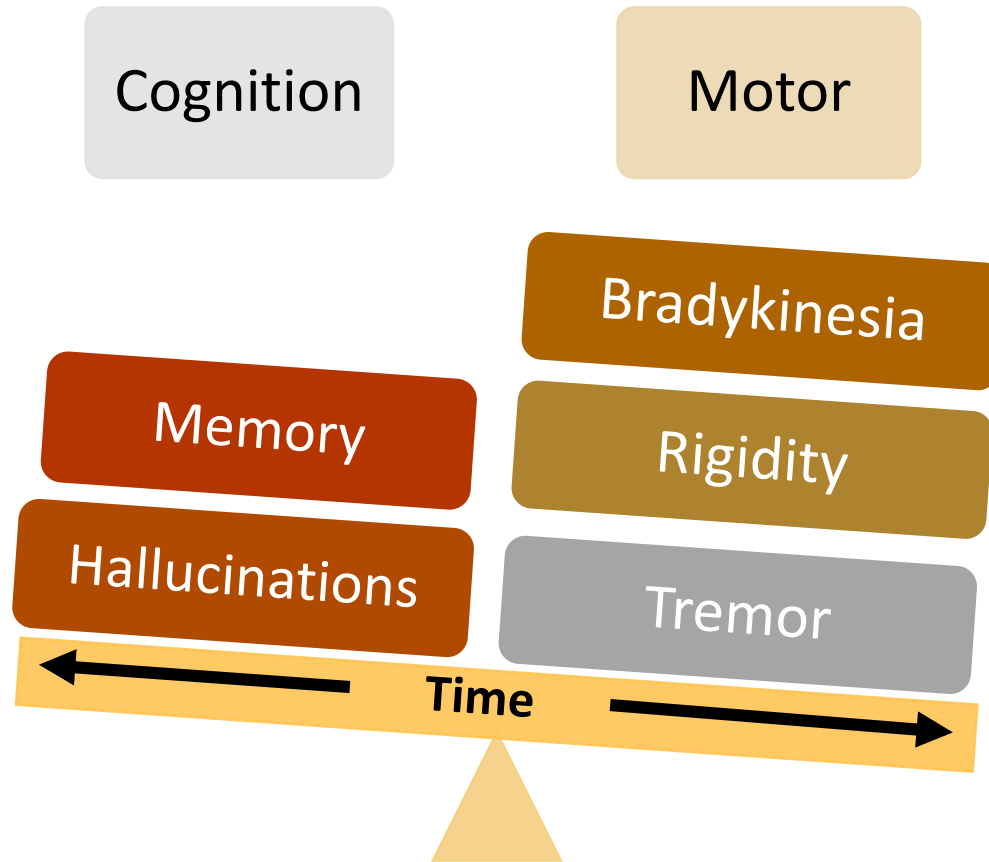 Cognition
Motor
Bradykinesia
Memory
Rigidity
Hallucinations
Tremor
Time